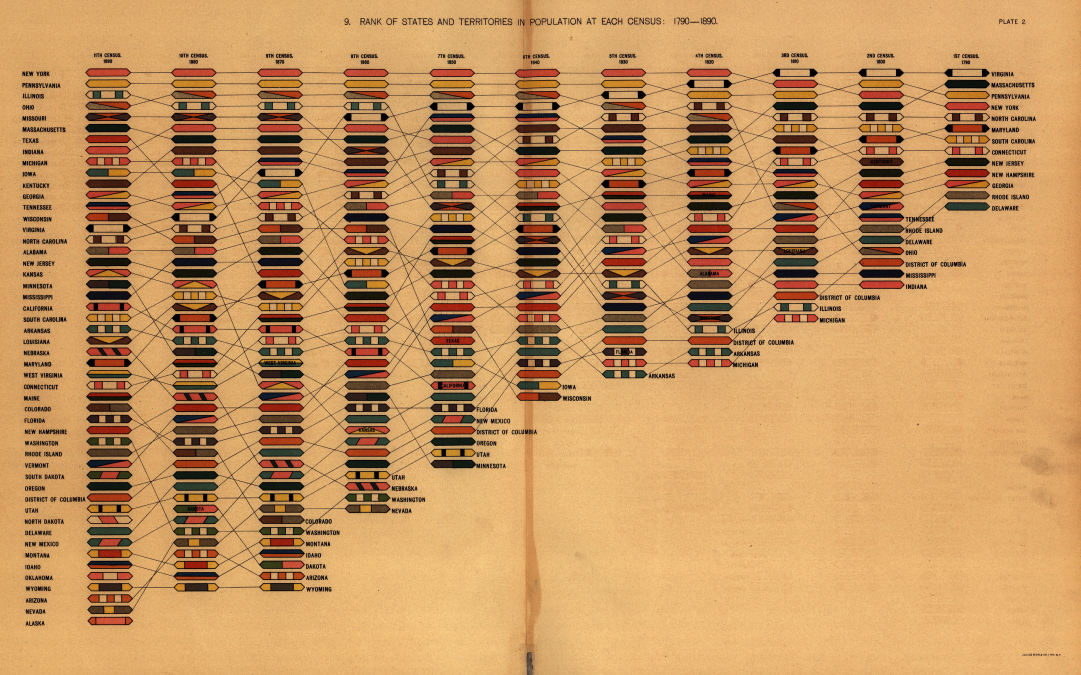 9. RANK OF STATES AND TERRITORIES IN POPULATION AT EACH CENSUS: 1790—1890.
PLATE 2
11TH CENSUS. 1890
10TH CENSUS. 1880
9TH CENSUS. 1870
8TH CENSUS. 1860
7TH CENSUS. 1850
6TH CENSUS. 1840
5TH CENSUS. 1830
4TH CENSUS. 1820
3RD CENSUS. 1810
2ND CENSUS. 1800
1ST CENSUS. 1790
NEW YORK
PENNSYLVANIA
ILLINOIS
OHIO
MISSOURI
MASSACHUSETTS
TEXAS
INDIANA
MICHIGAN
IOWA
KENTUCKY
GEORGIA
TENNESSEE
WISCONSIN
VIRGINIA
NORTH CAROLINA
ALABAMA
NEW JERSEY
KANSAS
MINNESOTA
MISSISSIPPI
CALIFORNIA
SOUTH CAROLINA
ARKANSAS
LOUISIANA
NEBRASKA
MARYLAND
WEST VIRGINIA
CONNECTICUT
MAINE
COLORADO
FLORIDA
NEW HAMPSHIRE
WASHINGTON
RHODE ISLAND
VERMONT
SOUTH DAKOTA
OREGON
DISTRICT OF COLUMBIA
UTAH
NORTH DAKOTA
DELAWARE
NEW MEXICO
MONTANA
IDAHO
OKLAHOMA
WYOMING
ARIZONA
NEVADA
ALASKA
DAKOTA
WEST VIRGINIA
COLORADO
WASHINGTON
MONTANA
IDAHO
DAKOTA
ARIZONA
WYOMING
KANSAS
UTAH
NEBRASKA
WASHINGTON
NEVADA
TEXAS
CALIFORNIA
FLORIDA
NEW MEXICO
DISTRICT OF COLUMBIA
OREGON
UTAH
MINNESOTA
IOWA
WISCONSIN
FLORIDA
ARKANSAS
ALABAMA
ILLINOIS
DISTRICT OF COLUMBIA
ARKANSAS
MICHIGAN
DISTRICT OF COLUMBIA
ILLINOIS
MICHIGAN
TENNESSEE
RHODE ISLAND
DELAWARE
OHIO
DISTRICT OF COLUMBIA
MISSISSIPPI
INDIANA
VIRGINIA
MASSACHUSETTS
PENNSYLVANIA
NEW YORK
NORTH CAROLINA
MARYLAND
SOUTH CAROLINA
CONNECTICUT
NEW JERSEY
NEW HAMPSHIRE
GEORGIA
RHODE ISLAND
DELAWARE